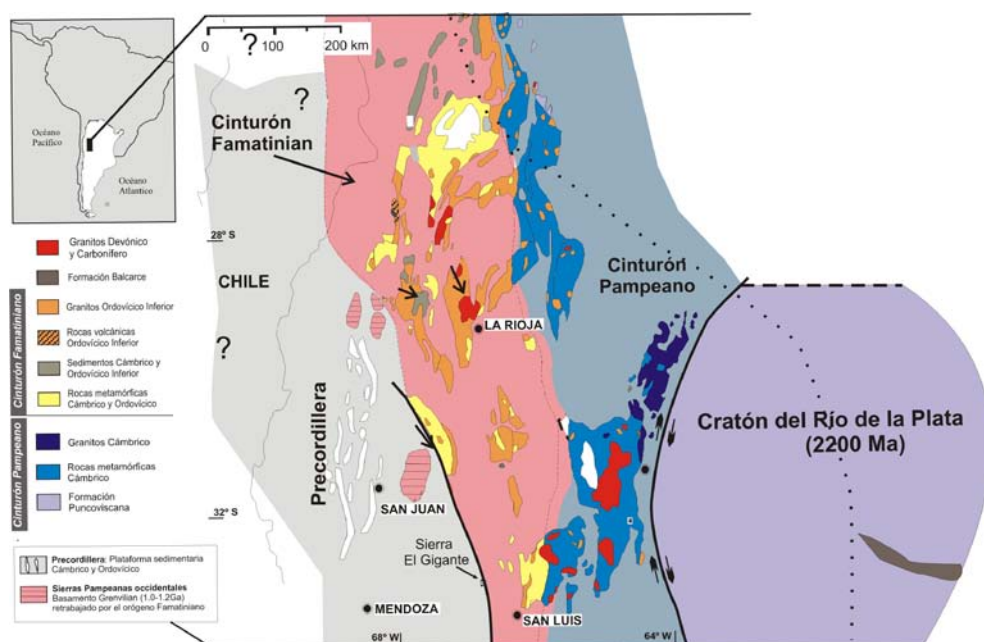 0
100
200 km
?
?
Océano
Pacífico
Océano
Atlantico
Cinturón
Famatinian
28° S
CHILE
?
LA RIOJA
Cinturón
Pampeano
Cratón del Río de la Plata
(2200 Ma)
Precordillera
SAN JUAN
32° S
Sierra
El Gigante
MENDOZA
SAN LUIS
68° W
64° W
Granitos Devónico
y Carbonífero
Formación Balcarce
Cinturón Famatiniano
Granitos Ordovícico Inferior
Rocas volcánicas
Ordovícico Inferior
Sedimentos Cámbrico y
Ordovícico Inferior
Rocas metamórficas
Cámbrico y Ordovícico
Cinturón Pampeano
Granitos Cámbrico
Rocas metamórficas
Cámbrico
Formación
Puncoviscana
Precordillera: Plataforma sedimentaria
Cámbrico y Ordovícico
Sierras Pampeanas occidentales
Basamento Grenvilian (1.0-1.2Ga)
retrabajado por el orógeno Famatiniano